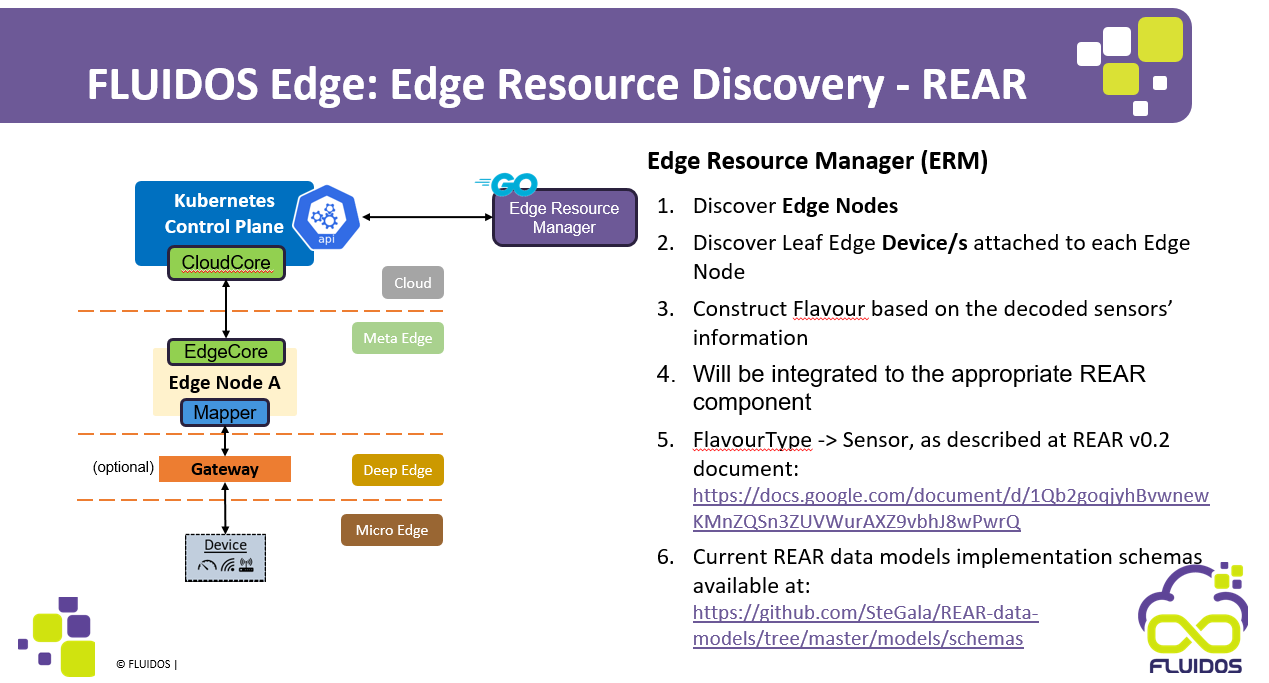 FLUIDOS Edge: Edge Resource Discovery - REAR
Kubernetes
Control Plane
api
CloudCore
GO
Edge Resource
Manager
Cloud
Meta Edge
EdgeCore
Edge Node A
Mapper
(optional)
Gateway
Deep Edge
Micro Edge
Device
Edge Resource Manager (ERM)
1. Discover Edge Nodes
2. Discover Leaf Edge Device/s attached to each Edge
Node
3. Construct Flavour based on the decoded sensors’
information
4. Will be integrated to the appropriate REAR
component
5. FlavourType -> Sensor, as described at REAR v0.2
document:
https://docs.google.com/document/d/1Qb2goqjyhBvwnew
KMnZQSn3ZUVWurAXZ9vbhJ8wPwrQ
6. Current REAR data models implementation schemas
available at:
https://github.com/SteGala/REAR-data-
models/tree/master/models/schemas
© FLUIDOS |
FLUIDOS